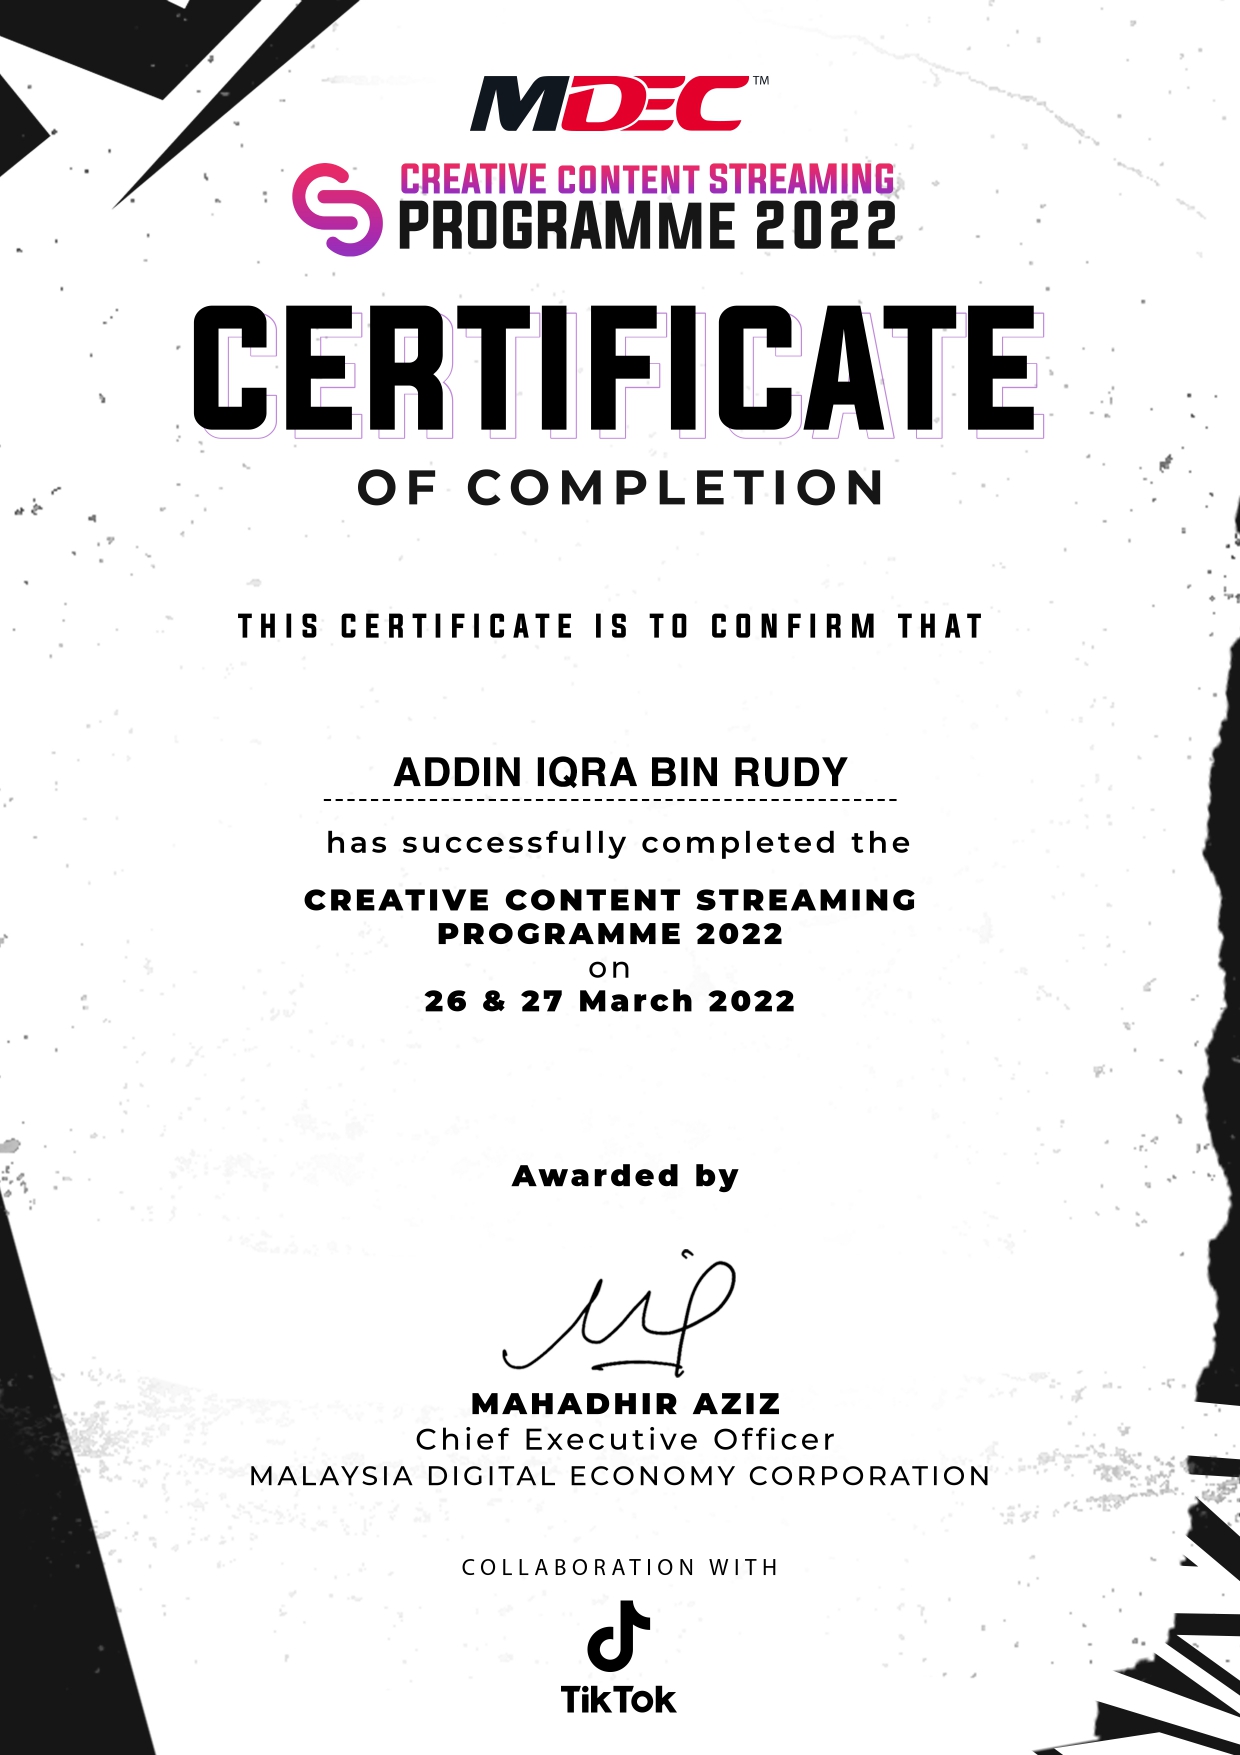 MDEC™
CREATIVE CONTENT STREAMING
PROGRAMME 2022
CERTIFICATE
OF COMPLETION
THIS CERTIFICATE IS TO CONFIRM THAT
ADDIN IQRA BIN RUDY
has successfully completed the
CREATIVE CONTENT STREAMING
PROGRAMME 2022
on
26 & 27 March 2022
Awarded by
MAHADHIR AZIZ
Chief Executive Officer
MALAYSIA DIGITAL ECONOMY CORPORATION
COLLABORATION WITH
TikTok